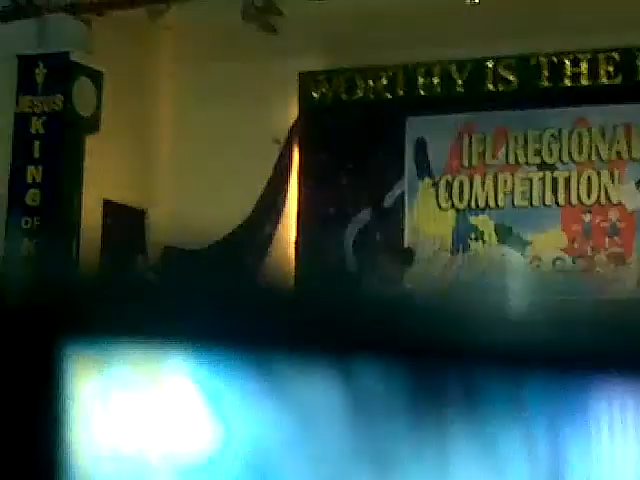 JESUS
KING
OF
K
WORTHY IS THE
IFL REGIONAL
COMPETITION